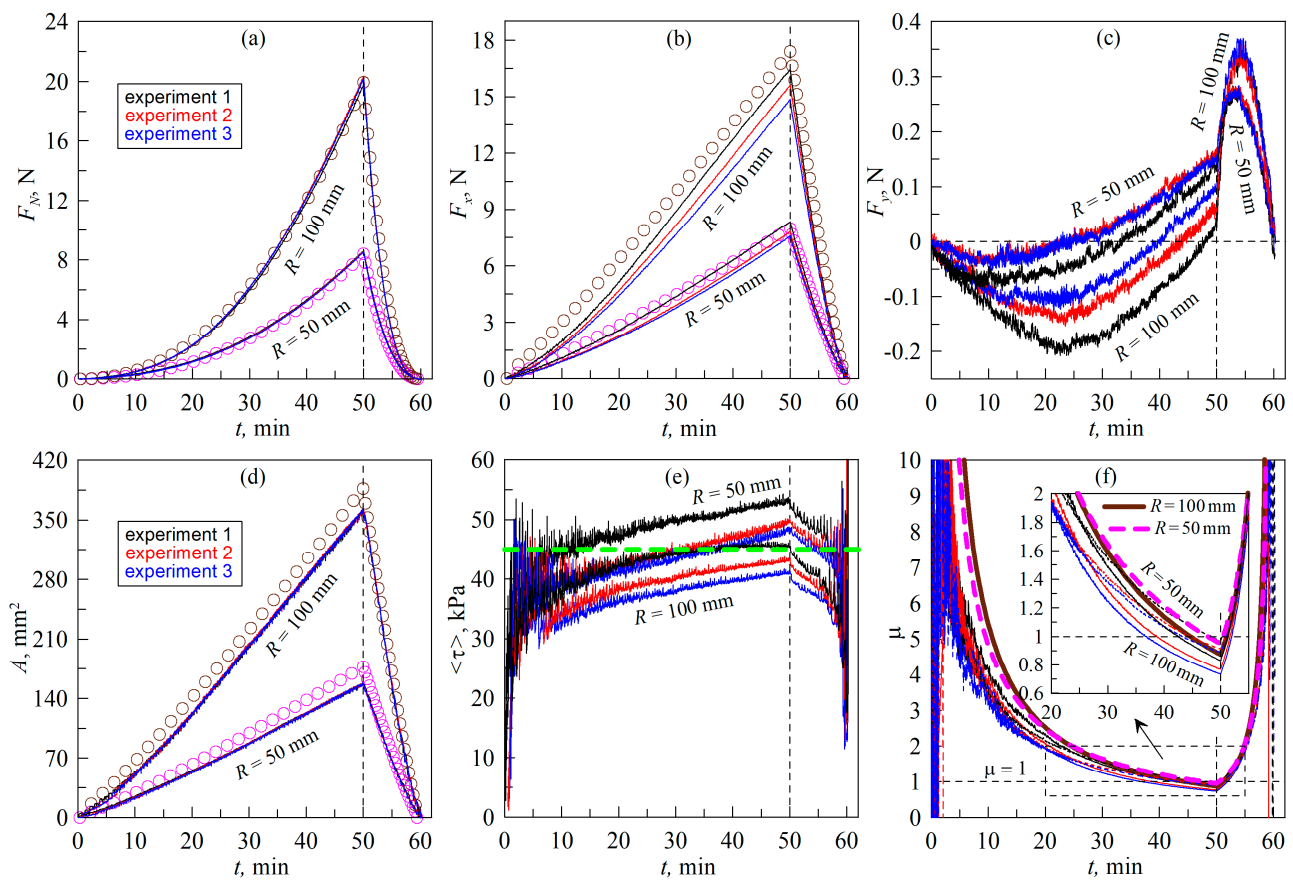 (a)
24
20
16
12
8
4
0
F_N, N
experiment 1
experiment 2
experiment 3
R = 100 mm
R = 50 mm
0 10 20 30 40 50 60
t, min
(b)
18
15
12
9
6
3
0
F_x, N
R = 100 mm
R = 50 mm
0 10 20 30 40 50 60
t, min
(c)
0.4
0.3
0.2
0.1
0
-0.1
-0.2
F_y, N
R = 100 mm
R = 50 mm
R = 50 mm
R = 100 mm
0 10 20 30 40 50 60
t, min
(d)
420
350
280
210
140
70
0
A, mm²
experiment 1
experiment 2
experiment 3
R = 100 mm
R = 50 mm
0 10 20 30 40 50 60
t, min
(e)
60
50
40
30
20
10
0
<τ>, kPa
R = 50 mm
R = 100 mm
0 10 20 30 40 50 60
t, min
(f)
10
9
8
7
6
5
4
3
2
1
0
μ
2
1.8
1.6
1.4
1.2
1
0.8
0.6
R = 100 mm
R = 50 mm
R = 50 mm
R = 100 mm
20 30 40 50
μ = 1
0 10 20 30 40 50 60
t, min